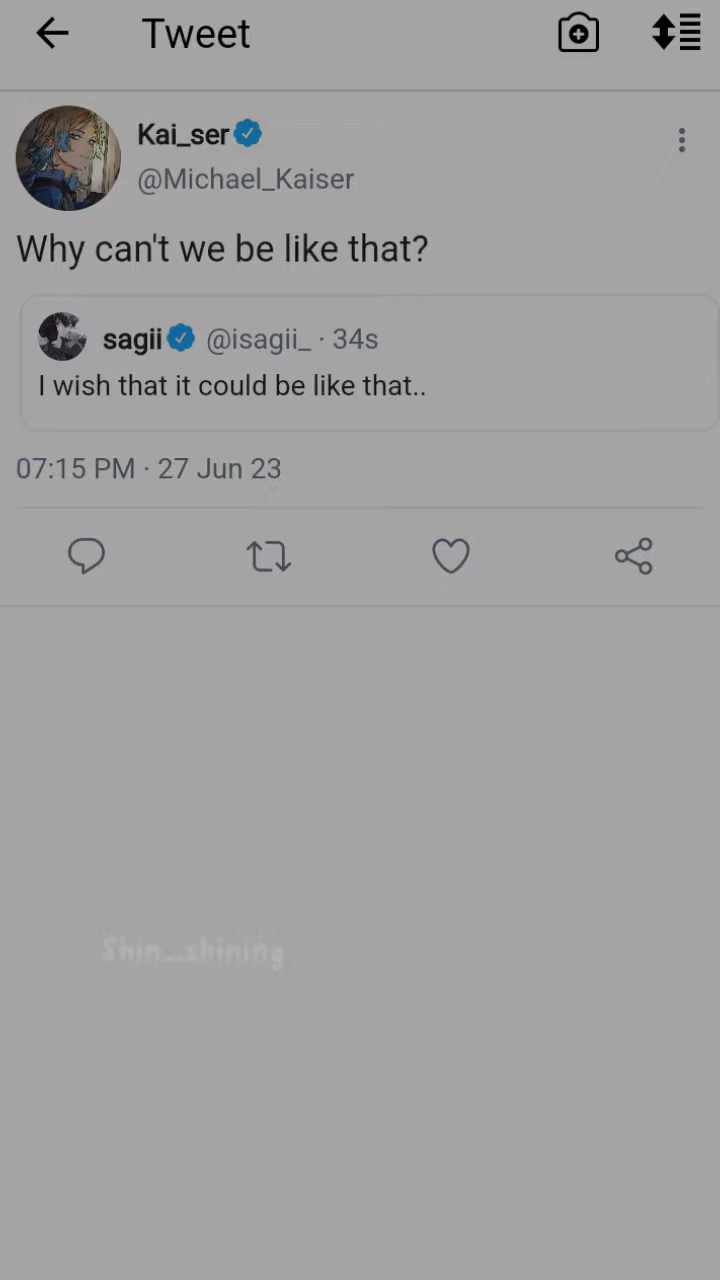 Tweet
Kai_ser
@Michael_Kaiser
Why can't we be like that?
sagii @isagii_ · 34s
I wish that it could be like that..
07:15 PM · 27 Jun 23
Shin_shining